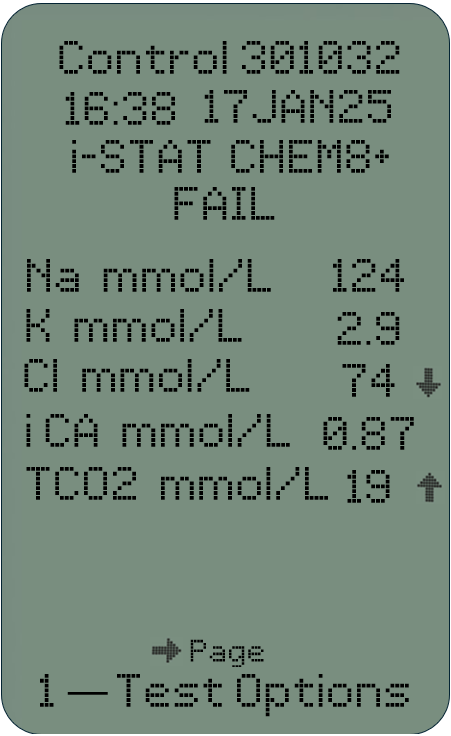 Control 301032
16:38 17JAN25
i-STAT CHEM8+
FAIL
Na mmol/L 124
K mmol/L 2.9
Cl mmol/L 74 ↓
iCA mmol/L 0.87
TCO2 mmol/L 19 ↑
→ Page
1 — Test Options